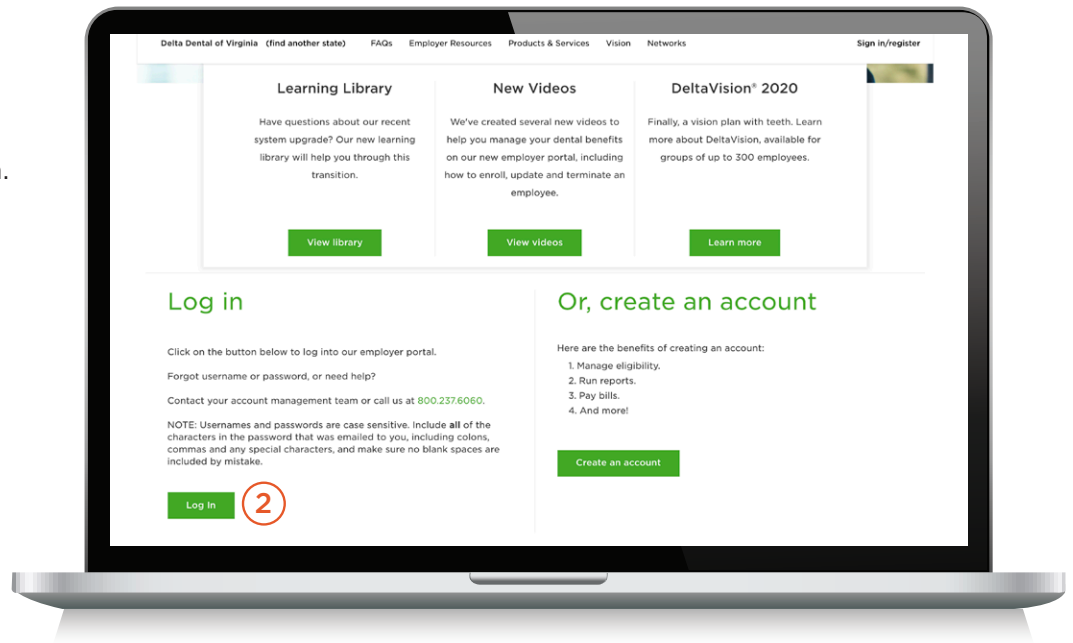 Delta Dental of Virginia (find another state) FAQs Employer Resources Products & Services Vision Networks Sign in/register
Learning Library
Have questions about our recent
system upgrade? Our new learning
library will help you through this
transition.
View library
New Videos
We've created several new videos to
help you manage your dental benefits
on our new employer portal, including
how to enroll, update and terminate an
employee.
View videos
DeltaVision® 2020
Finally, a vision plan with teeth. Learn
more about DeltaVision, available for
groups of up to 300 employees.
Learn more
Log in
Click on the button below to log into our employer portal.
Forgot username or password, or need help?
Contact your account management team or call us at 800.237.6060.
NOTE: Usernames and passwords are case sensitive. Include all of the
characters in the password that was emailed to you, including colons,
commas and any special characters, and make sure no blank spaces are
included by mistake.
Log In
2
Or, create an account
Here are the benefits of creating an account:
1. Manage eligibility.
2. Run reports.
3. Pay bills.
4. And more!
Create an account